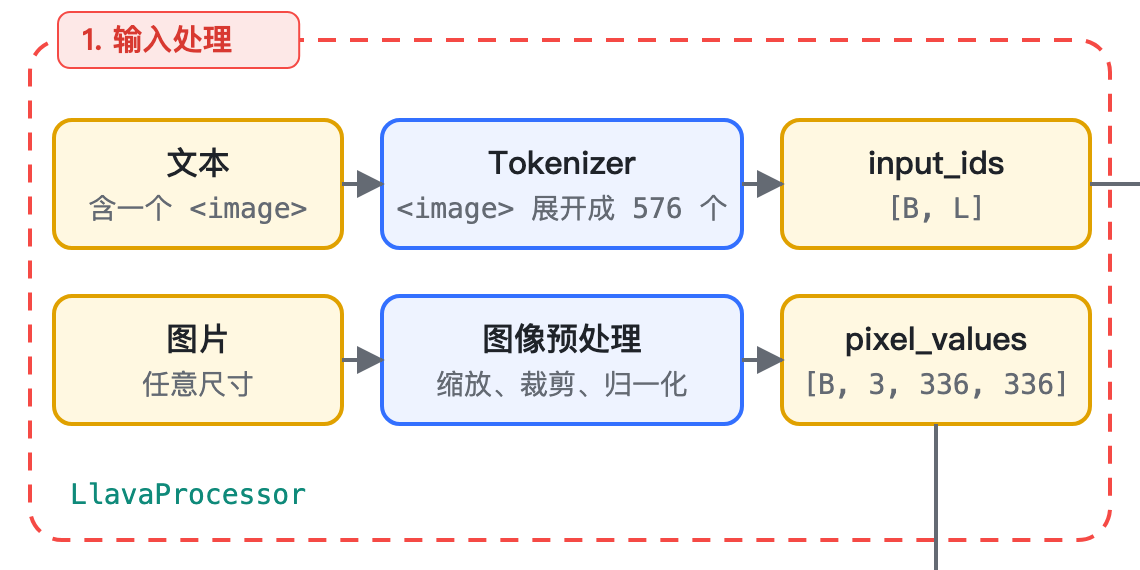 1. 输入处理
文本
含一个 <image>
Tokenizer
<image> 展开成 576 个
input_ids
[B, L]
图片
任意尺寸
图像预处理
缩放、裁剪、归一化
pixel_values
[B, 3, 336, 336]
LlavaProcessor